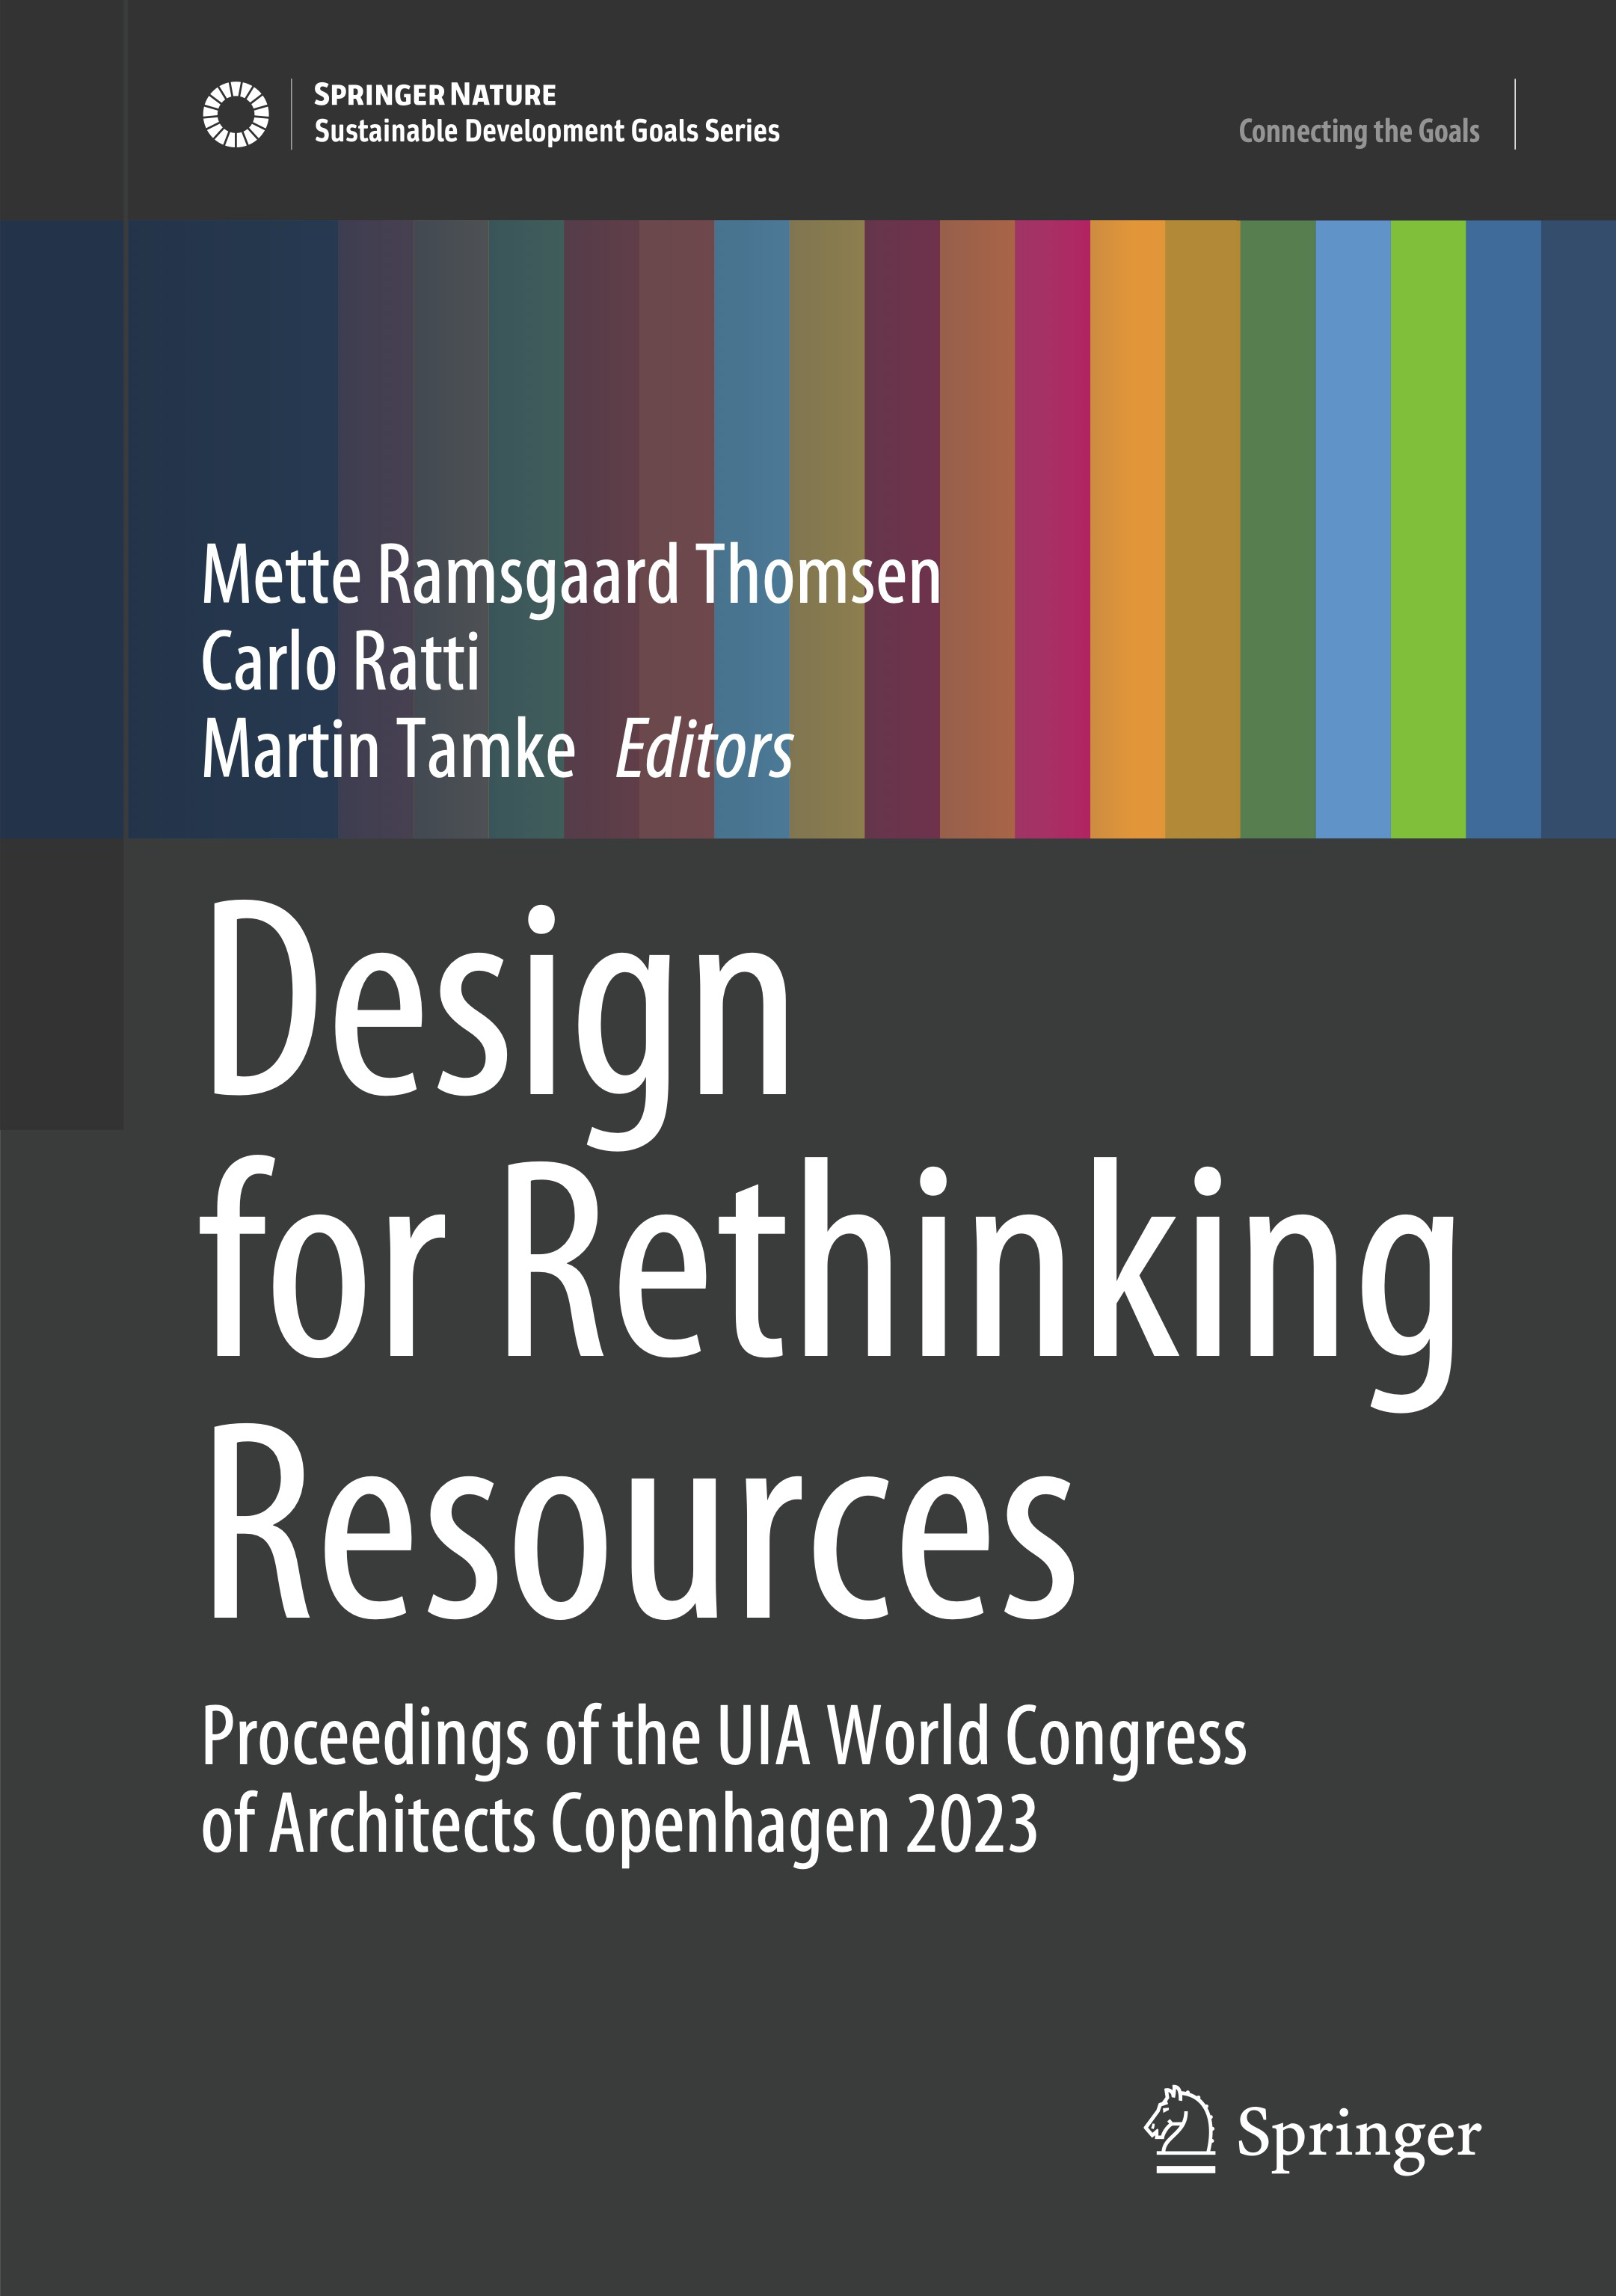 SPRINGER NATURE
Sustainable Development Goals Series
Connecting the Goals
Mette Ramsgaard Thomsen
Carlo Ratti
Martin Tamke Editors
Design
for Rethinking
Resources
Proceedings of the UIA World Congress
of Architects Copenhagen 2023
Springer